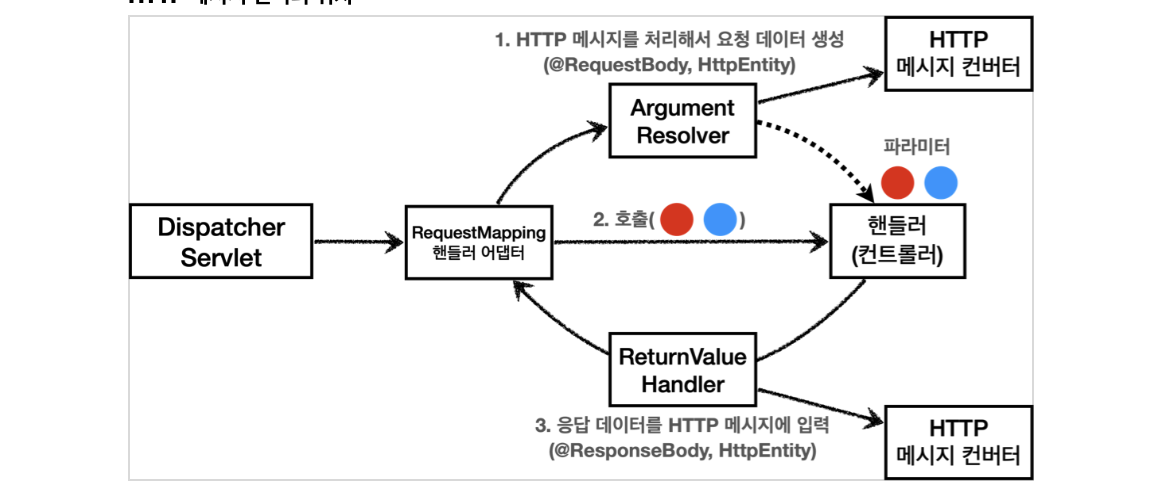 1. HTTP 메시지를 처리해서 요청 데이터 생성
(@RequestBody, HttpEntity)
HTTP
메시지 컨버터
Argument
Resolver
파라미터
Dispatcher
Servlet
RequestMapping
핸들러 어댑터
2. 호출( )
핸들러
(컨트롤러)
ReturnValue
Handler
3. 응답 데이터를 HTTP 메시지에 입력
(@ResponseBody, HttpEntity)
HTTP
메시지 컨버터